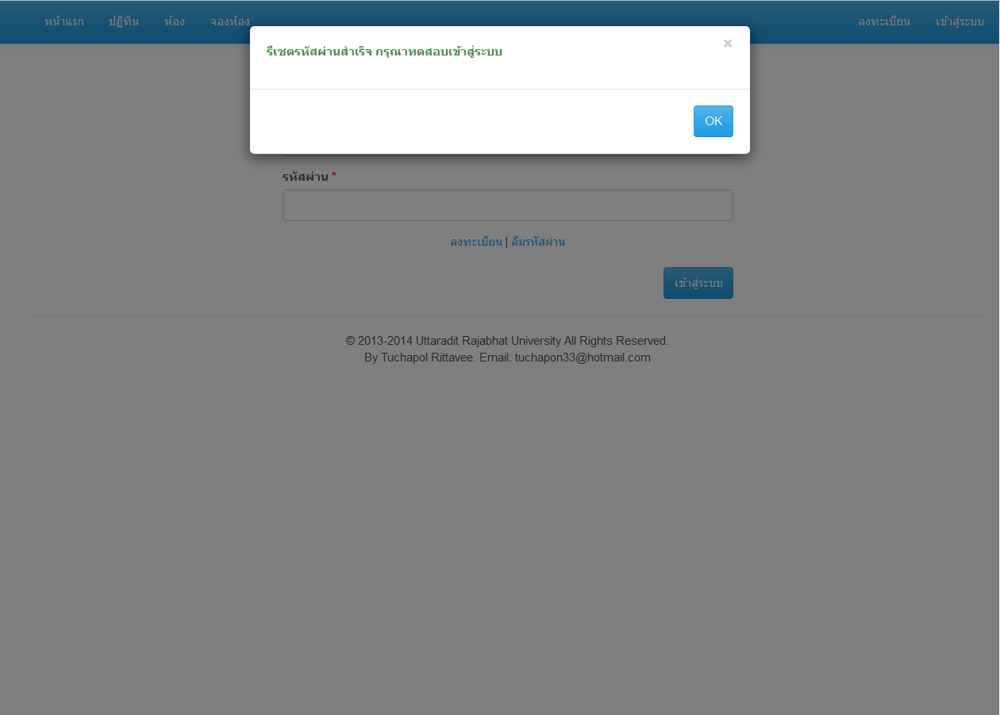 หน้าแรก ปฏิทิน ห้อง จองห้อง ลงทะเบียน เข้าสู่ระบบ
รีเซตรหัสผ่านสำเร็จ กรุณาทดสอบเข้าสู่ระบบ ×
OK
รหัสผ่าน *
ลงทะเบียน | ลืมรหัสผ่าน
เข้าสู่ระบบ
© 2013-2014 Uttaradit Rajabhat University All Rights Reserved.
By Tuchapol Rittavee. Email: tuchapon33@hotmail.com